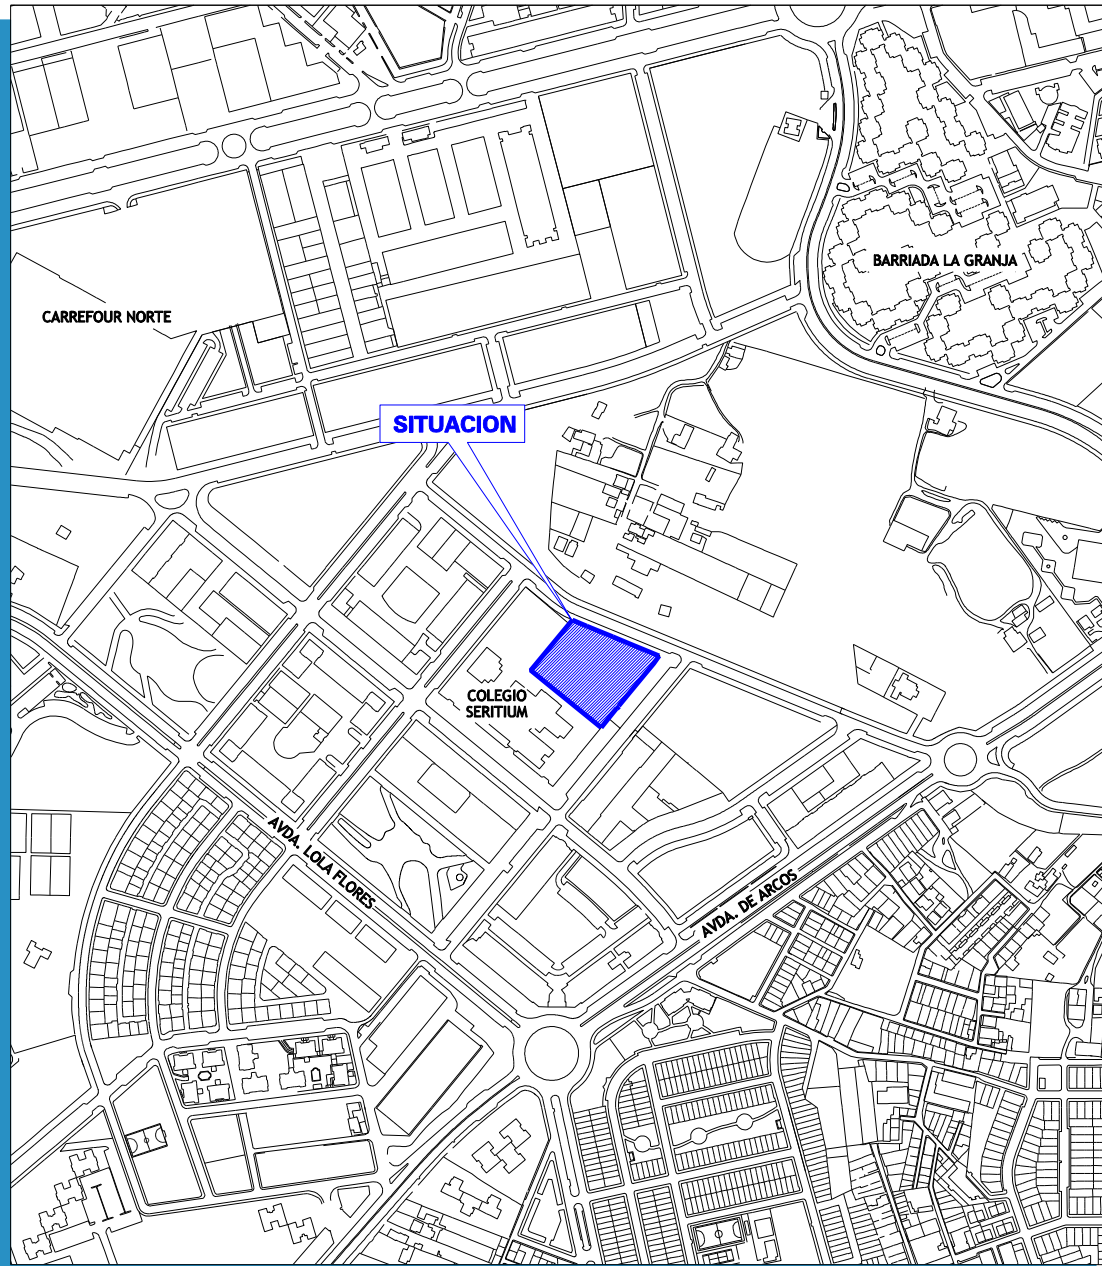 BARRIADA LA GRANJA
CARREFOUR NORTE
SITUACION
COLEGIO
SERITIUM
AVDA. LOLA FLORES
AVDA. DE ARCOS